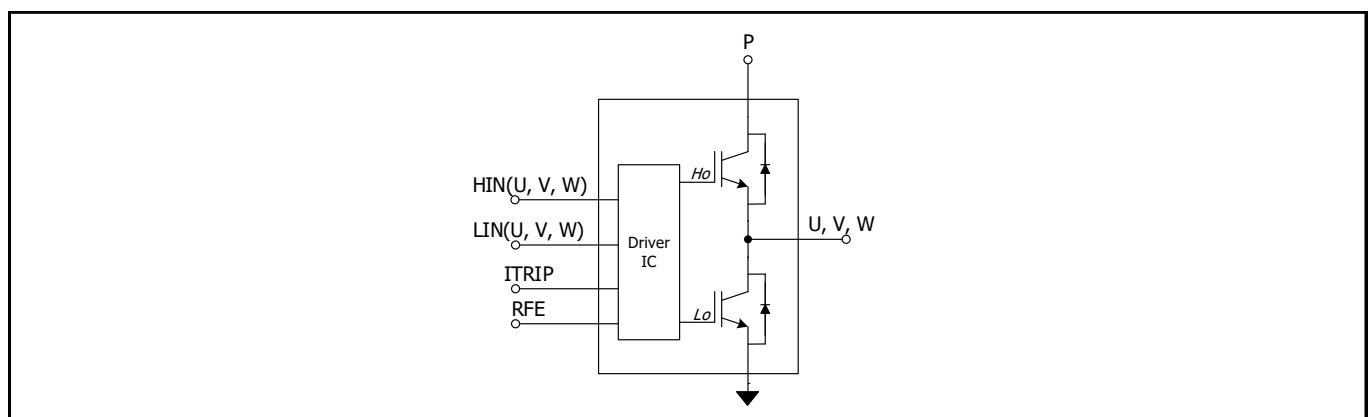 P
HIN(U, V, W)
Ho
LIN(U, V, W)
U, V, W
Driver
IC
ITRIP
RFE
Lo